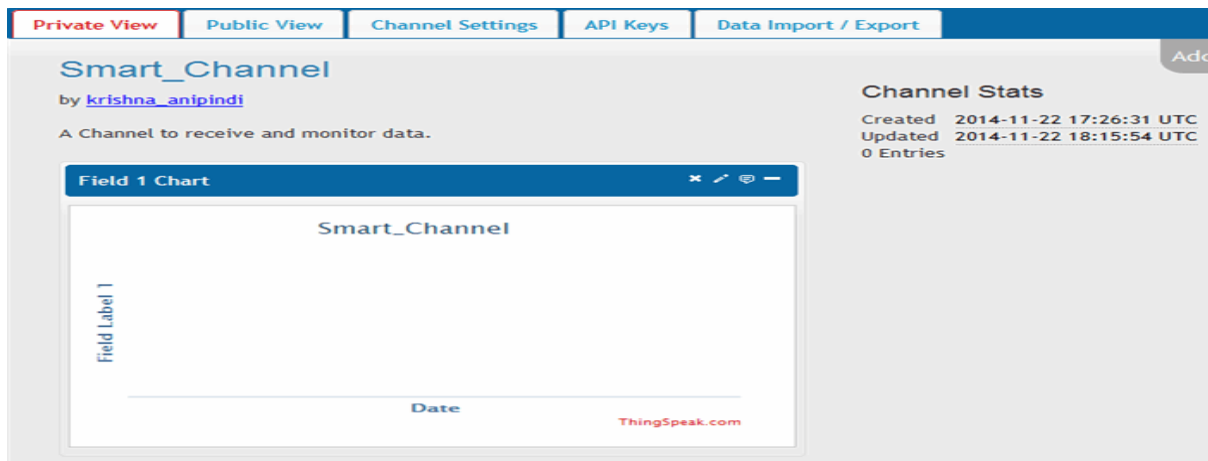 Private View
Public View
Channel Settings
API Keys
Data Import / Export
Smart_Channel
by krishna_anipindi
A Channel to receive and monitor data.
Field 1 Chart
Smart_Channel
Field Label 1
Date
ThingSpeak.com
Channel Stats
Created 2014-11-22 17:26:31 UTC
Updated 2014-11-22 18:15:54 UTC
0 Entries